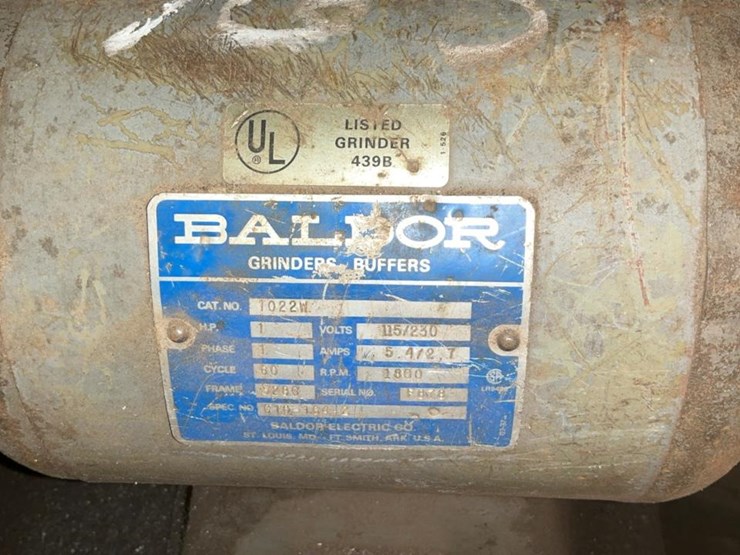 UL
®
LISTED
GRINDER
439B
1-526
BALDOR
GRINDERS - BUFFERS
CAT. NO. 1022W
H.P. 1 VOLTS 115/230
PHASE 1 AMPS 5.4/2.7
CYCLE 60 R.P.M. 1800
FRAME SERIAL NO.
SPEC. NO.
BALDOR ELECTRIC CO.
ST. LOUIS, MO. - FT. SMITH, ARK. U.S.A.